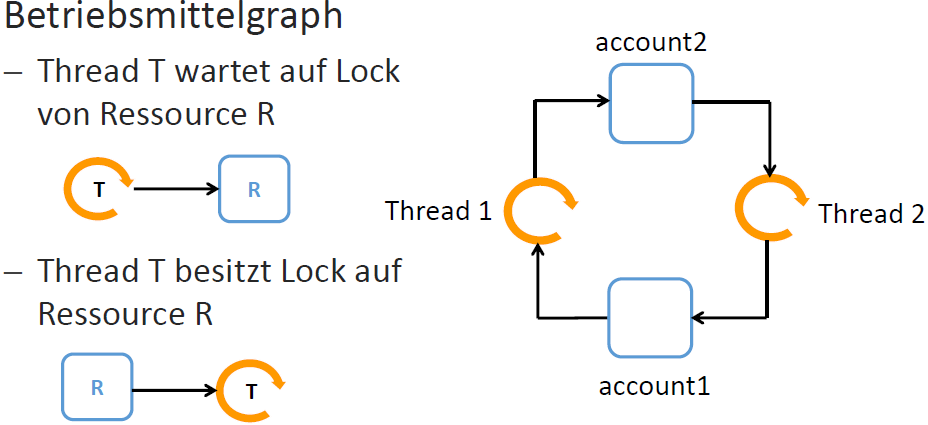 Betriebsmittelgraph
– Thread T wartet auf Lock
von Ressource R
T
R
– Thread T besitzt Lock auf
Ressource R
R
T
account2
Thread 1
Thread 2
account1